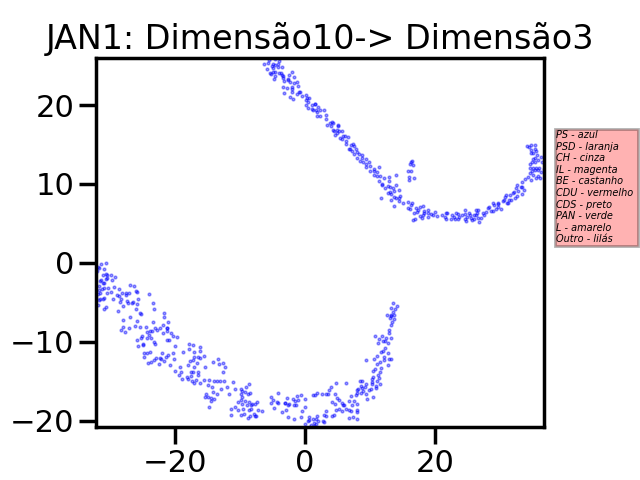 JAN1: Dimensão10-> Dimensão3
20
10
0
−10
−20
−20
0
20
PS - azul
PSD - laranja
CH - cinza
IL - magenta
BE - castanho
CDU - vermelho
CDS - preto
PAN - verde
L - amarelo
Outro - lilás